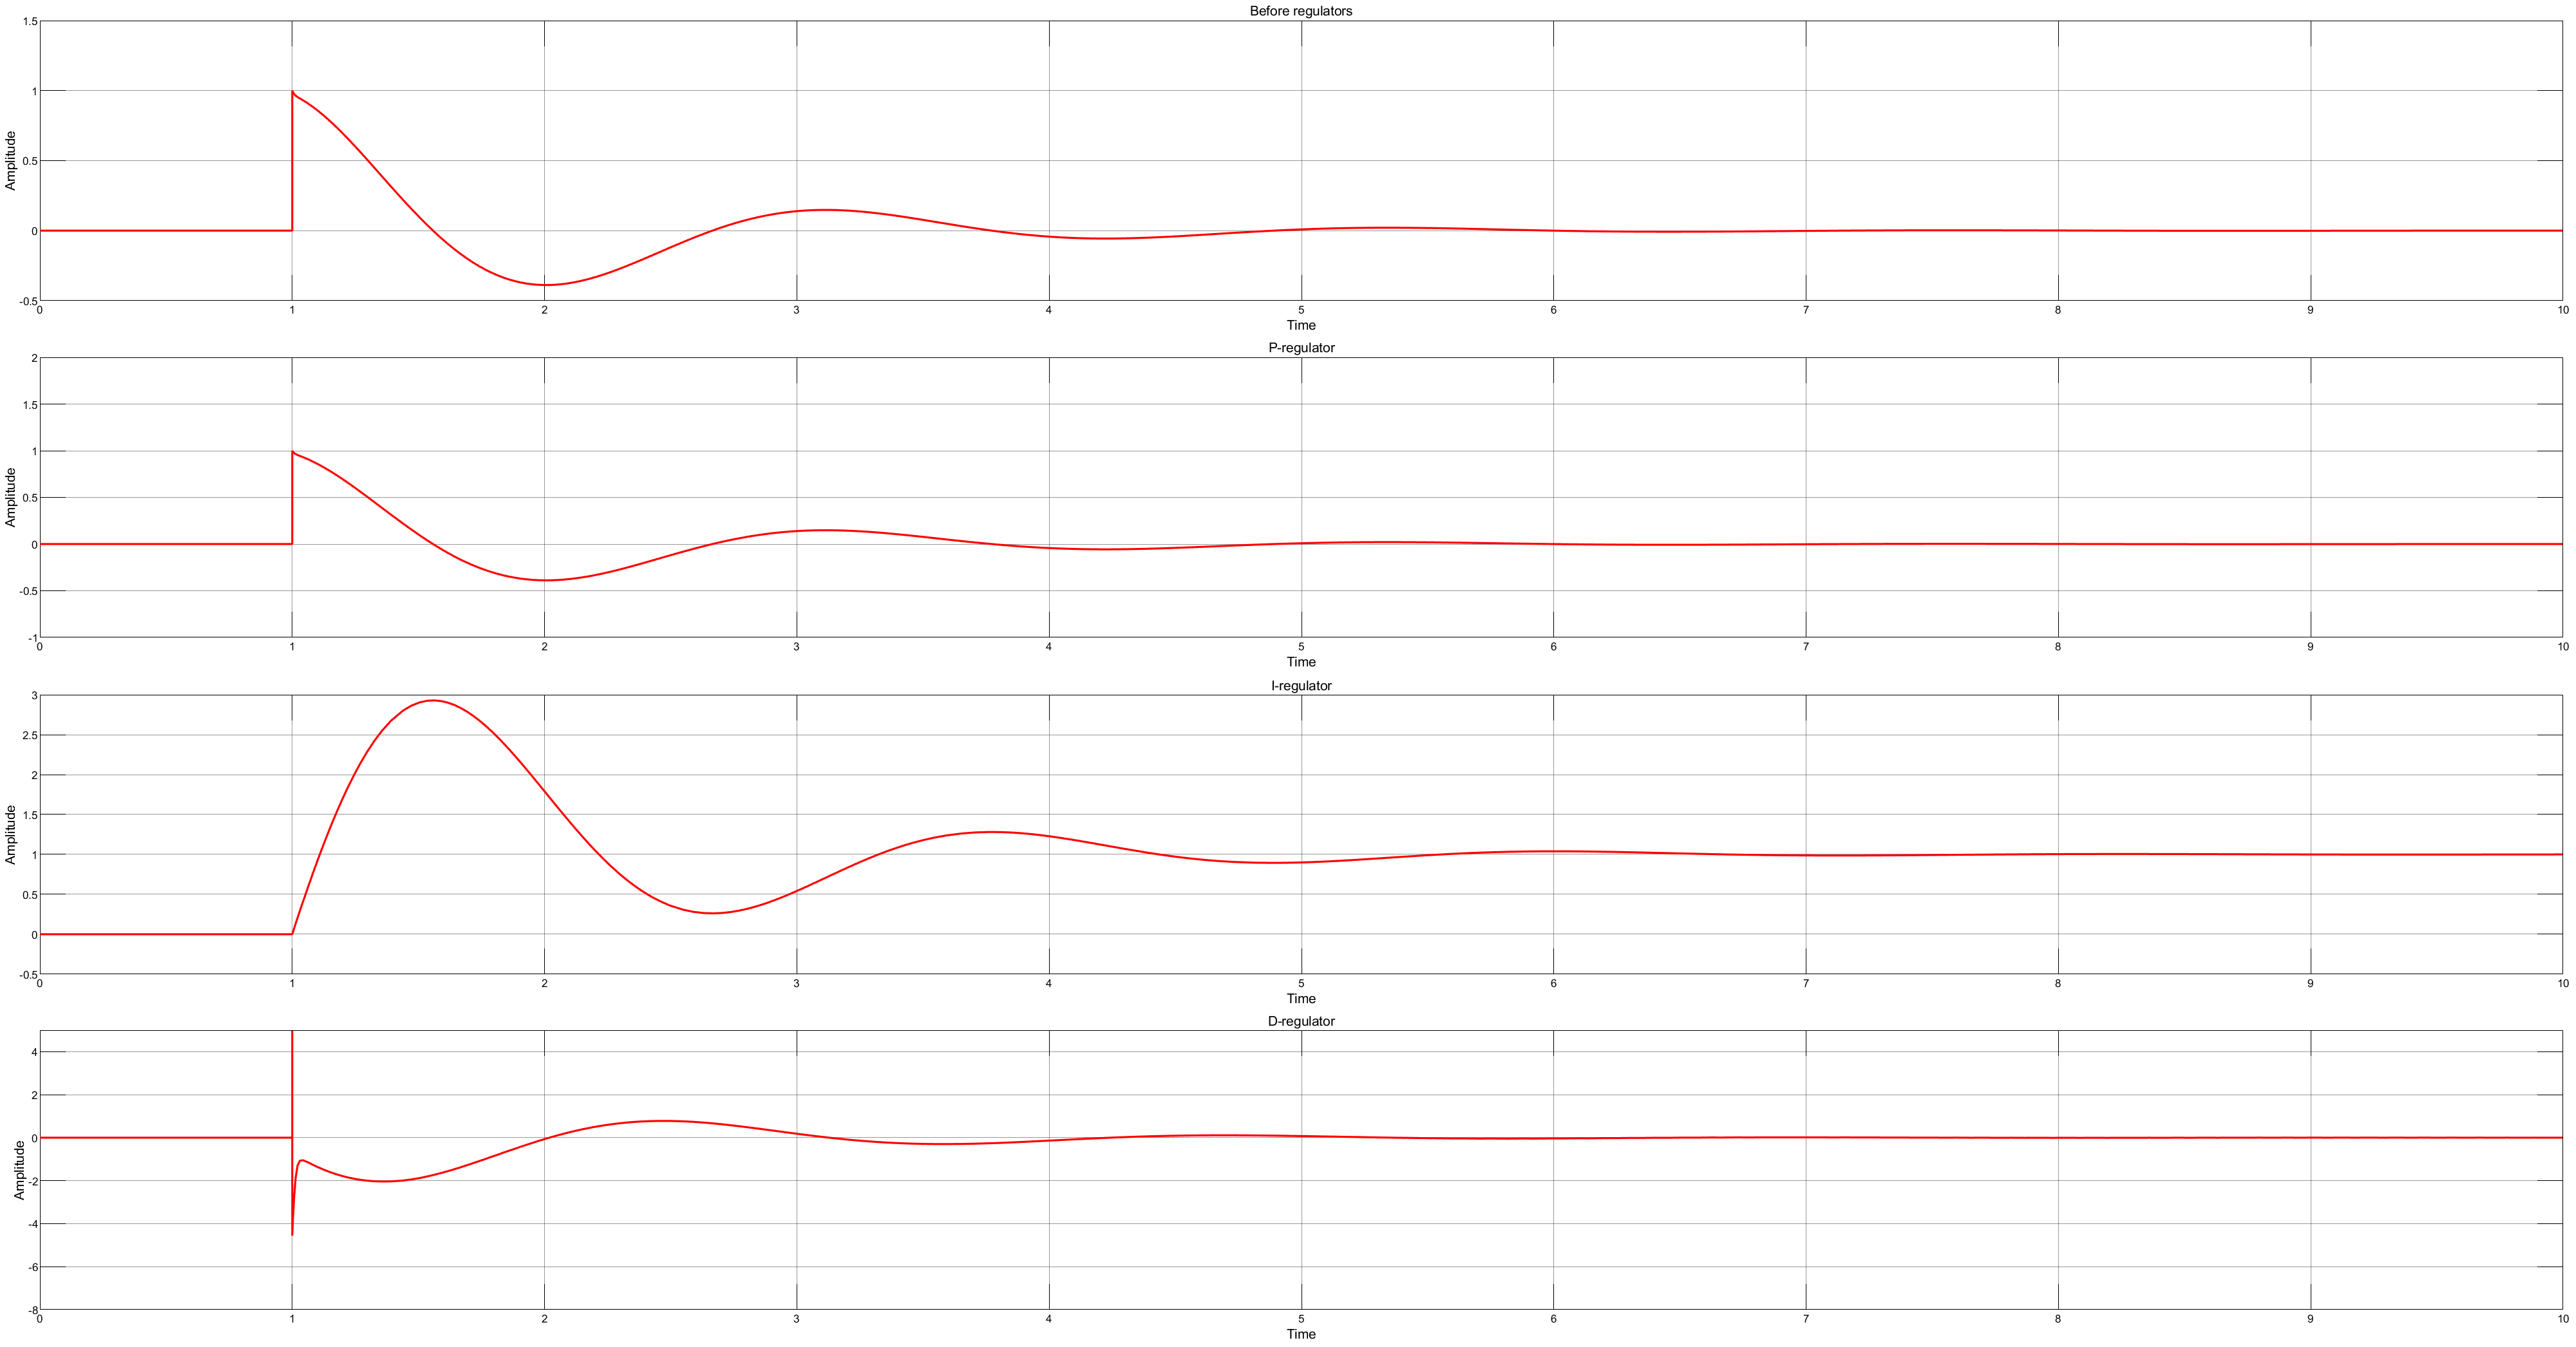 Before regulators
1.5
1
0.5
0
-0.5
Amplitude
0 1 2 3 4 5 6 7 8 9 10
Time
P-regulator
2
1.5
1
0.5
0
-0.5
-1
Amplitude
0 1 2 3 4 5 6 7 8 9 10
Time
I-regulator
3
2.5
2
1.5
1
0.5
0
-0.5
Amplitude
0 1 2 3 4 5 6 7 8 9 10
Time
D-regulator
4
2
0
-2
-4
-6
-8
Amplitude
0 1 2 3 4 5 6 7 8 9 10
Time